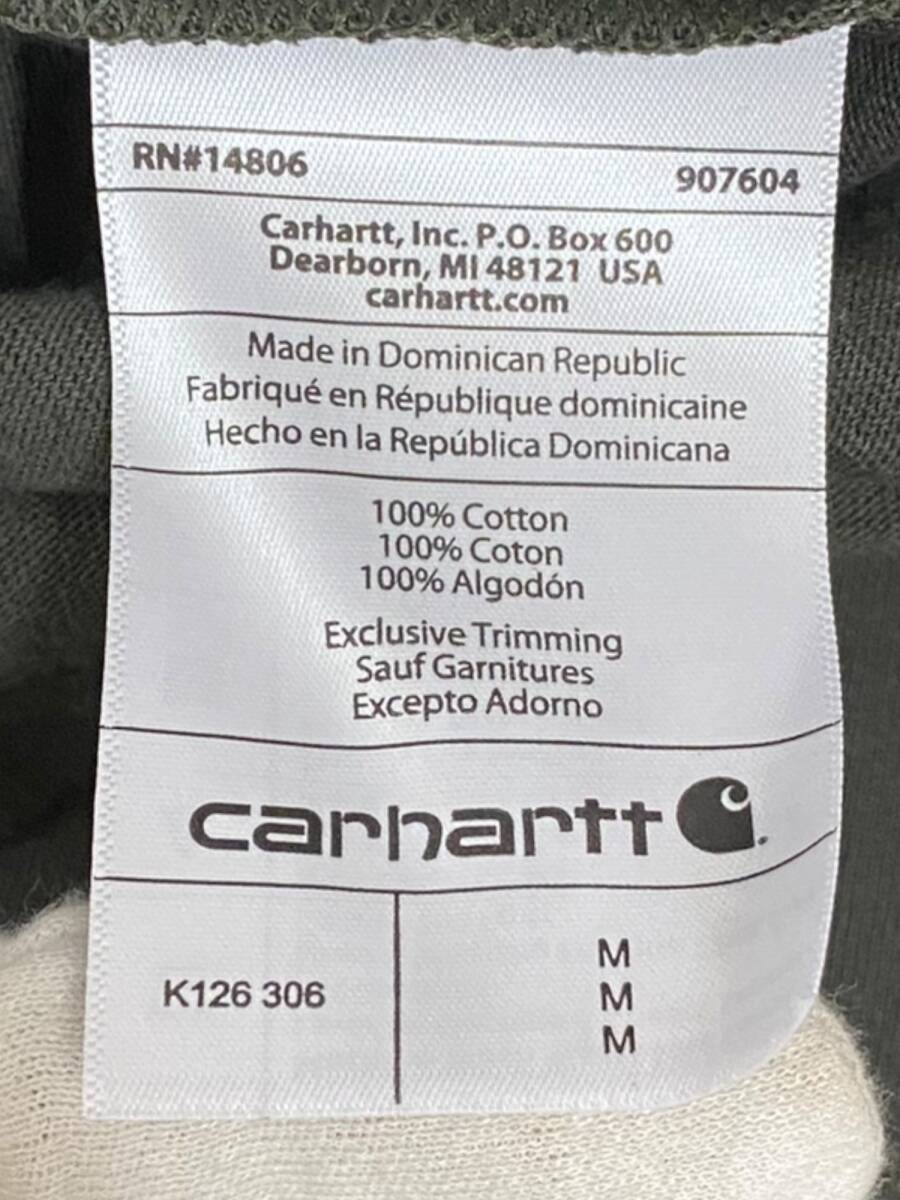 RN#14806 907604
Carhartt, Inc. P.O. Box 600
Dearborn, MI 48121 USA
carhartt.com
Made in Dominican Republic
Fabriqué en République dominicaine
Hecho en la República Dominicana
100% Cotton
100% Coton
100% Algodón
Exclusive Trimming
Sauf Garnitures
Excepto Adorno
carhartt
K126 306
M
M
M